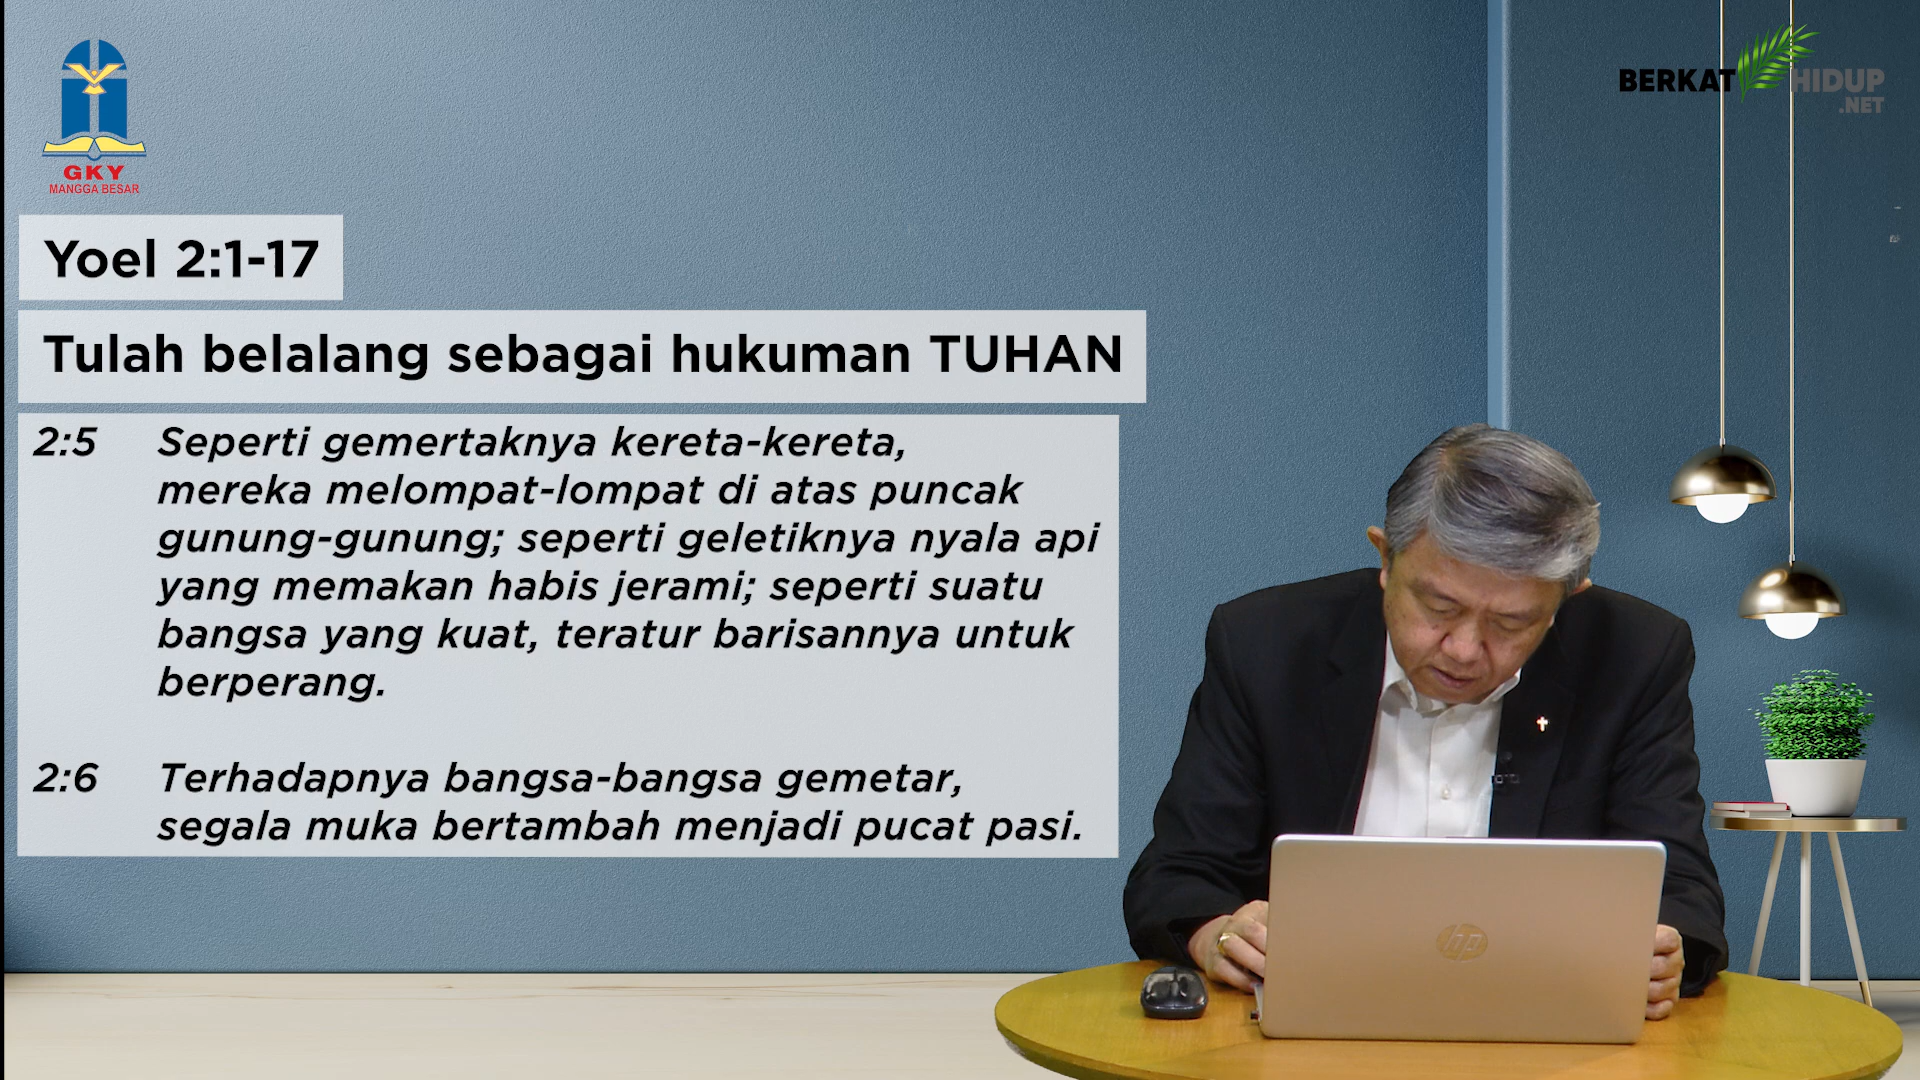 GKY
MANGGA BESAR
BERKAT HIDUP
.NET
Yoel 2:1-17
Tulah belalang sebagai hukuman TUHAN
2:5 Seperti gemertaknya kereta-kereta,
mereka melompat-lompat di atas puncak
gunung-gunung; seperti geletiknya nyala api
yang memakan habis jerami; seperti suatu
bangsa yang kuat, teratur barisannya untuk
berperang.
2:6 Terhadapnya bangsa-bangsa gemetar,
segala muka bertambah menjadi pucat pasi.
hp